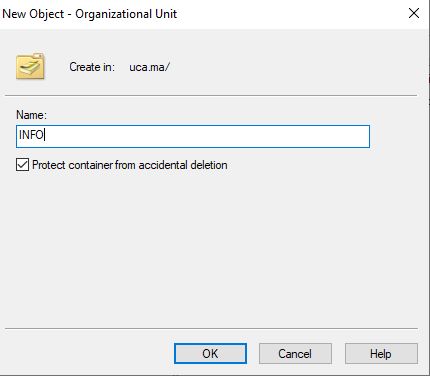 New Object - Organizational Unit
Create in: uca.ma/
Name:
INFO
Protect container from accidental deletion
OK Cancel Help